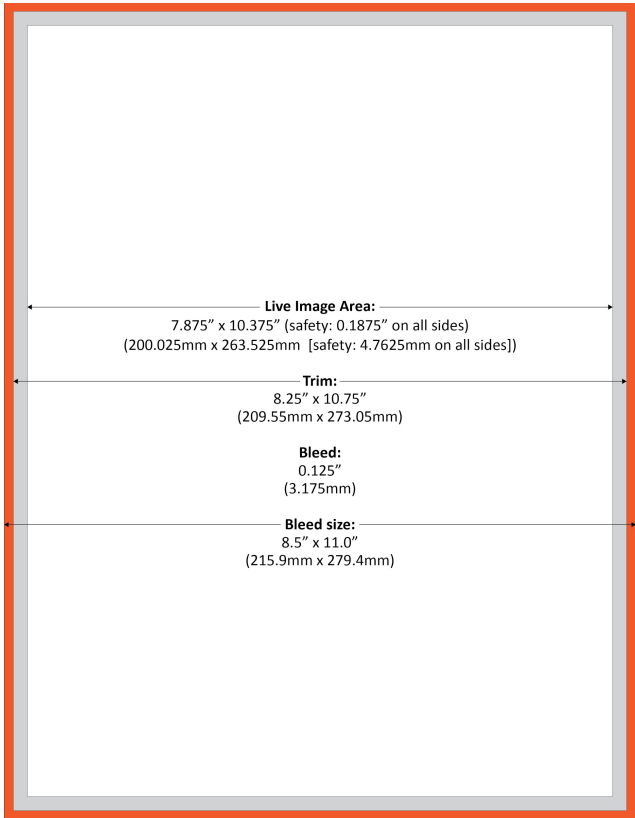 Live Image Area:
7.875” x 10.375” (safety: 0.1875” on all sides)
(200.025mm x 263.525mm  [safety: 4.7625mm on all sides])
Trim:
8.25” x 10.75”
(209.55mm x 273.05mm)
Bleed:
0.125”
(3.175mm)
Bleed size:
8.5” x 11.0”
(215.9mm x 279.4mm)